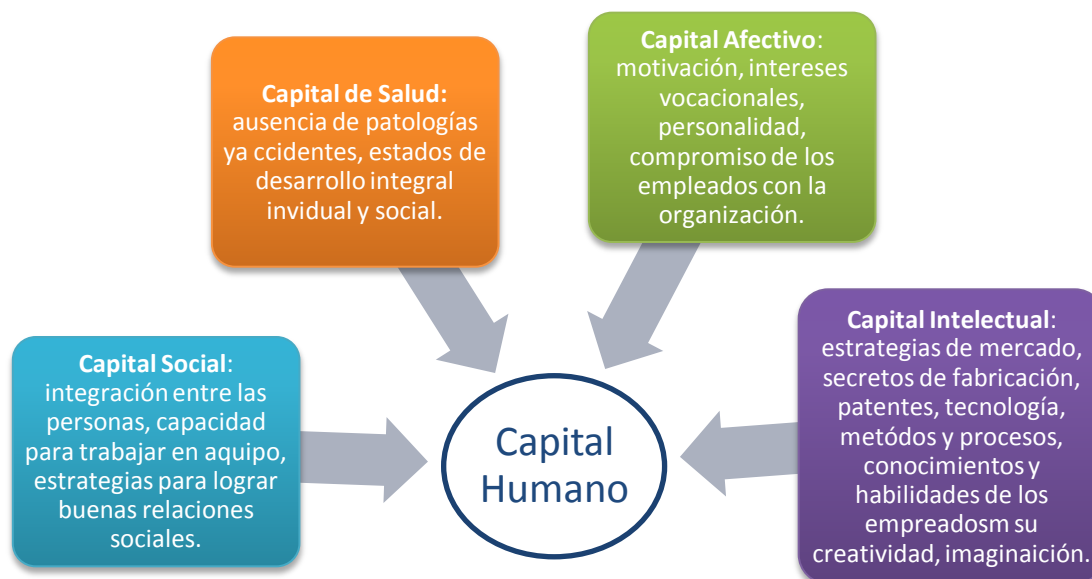 Capital de Salud:
ausencia de patologías
ya ccidentes, estados de
desarrollo integral
invidual y social.
Capital Afectivo:
motivación, intereses
vocacionales,
personalidad,
compromiso de los
empleados con la
organización.
Capital Social:
integración entre las
personas, capacidad
para trabajar en aquipo,
estrategias para lograr
buenas relaciones
sociales.
Capital Intelectual:
estrategias de mercado,
secretos de fabricación,
patentes, tecnología,
metódos y procesos,
conocimientos y
habilidades de los
empreadosm su
creatividad, imaginaición.
Capital
Humano